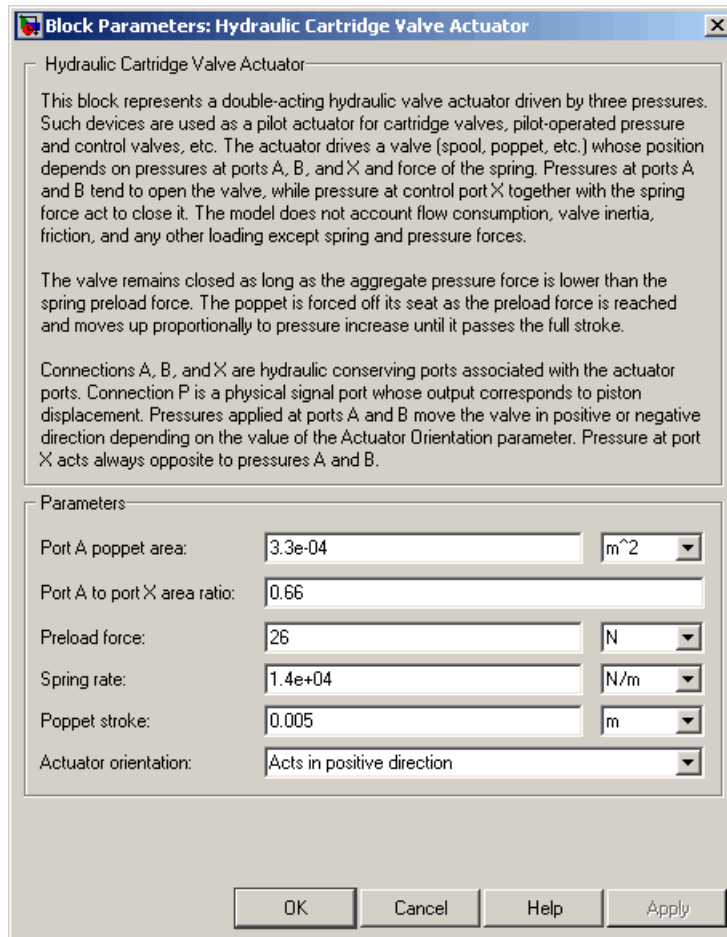 Block Parameters: Hydraulic Cartridge Valve Actuator
Hydraulic Cartridge Valve Actuator
This block represents a double-acting hydraulic valve actuator driven by three pressures.
Such devices are used as a pilot actuator for cartridge valves, pilot-operated pressure
and control valves, etc. The actuator drives a valve (spool, poppet, etc.) whose position
depends on pressures at ports A, B, and X and force of the spring. Pressures at ports A
and B tend to open the valve, while pressure at control port X together with the spring
force act to close it. The model does not account flow consumption, valve inertia,
friction, and any other loading except spring and pressure forces.
The valve remains closed as long as the aggregate pressure force is lower than the
spring preload force. The poppet is forced off its seat as the preload force is reached
and moves up proportionally to pressure increase until it passes the full stroke.
Connections A, B, and X are hydraulic conserving ports associated with the actuator
ports. Connection P is a physical signal port whose output corresponds to piston
displacement. Pressures applied at ports A and B move the valve in positive or negative
direction depending on the value of the Actuator Orientation parameter. Pressure at port
X acts always opposite to pressures A and B.
Parameters
Port A poppet area: 3.3e-04 m^2
Port A to port X area ratio: 0.66
Preload force: 26 N
Spring rate: 1.4e+04 N/m
Poppet stroke: 0.005 m
Actuator orientation: Acts in positive direction
OK Cancel Help Apply